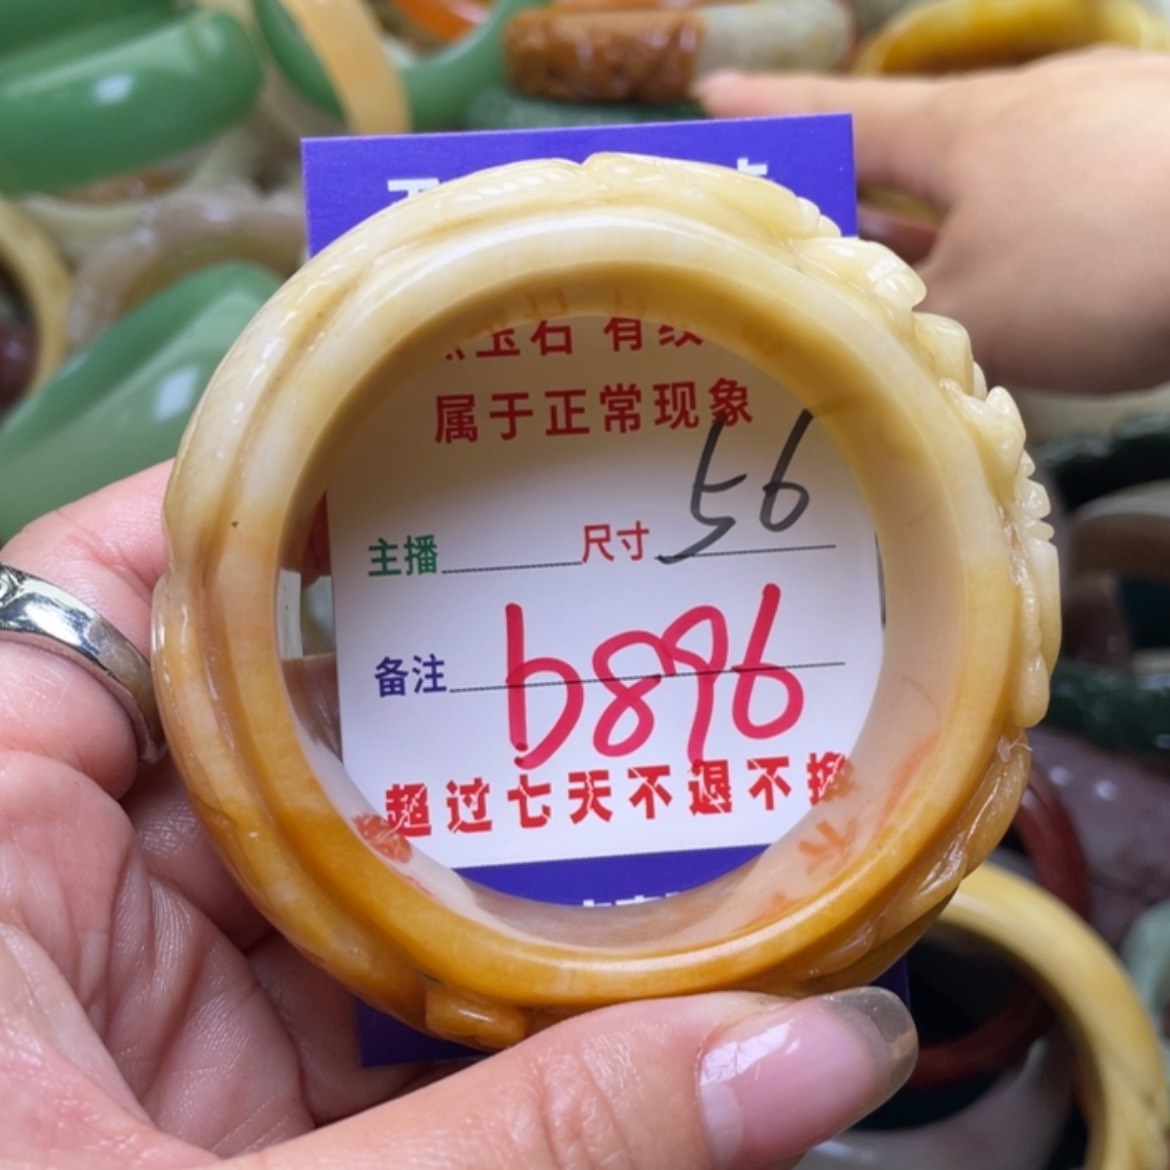 玉石 有纹
属于正常现象
主播 尺寸 56
备注 b896
超过七天不退不换